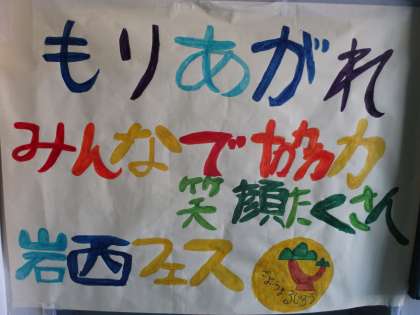 もりあがれ
みんなで協力
笑顔たくさん
岩西フェス